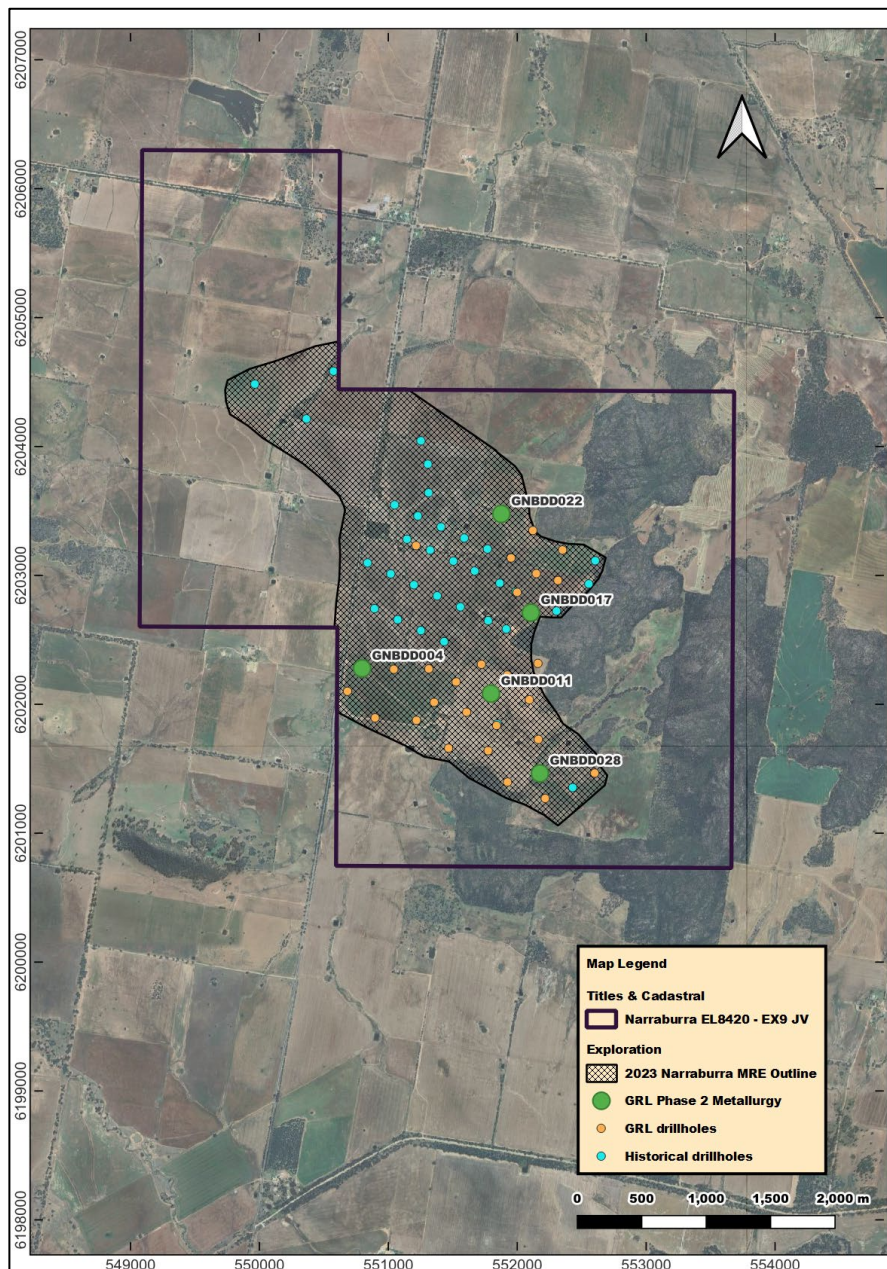 6207000
6206000
6205000
6204000
6203000
6202000
6201000
6200000
6199000
6198000
GNBDD022
GNBDD017
GNBDD004
GNBDD011
GNBDD028
Map Legend
Titles & Cadastral
Narraburra EL8420 - EX9 JV
Exploration
2023 Narraburra MRE Outline
GRL Phase 2 Metallurgy
GRL drillholes
Historical drillholes
0 500 1,000 1,500 2,000 m
549000 550000 551000 552000 553000 554000